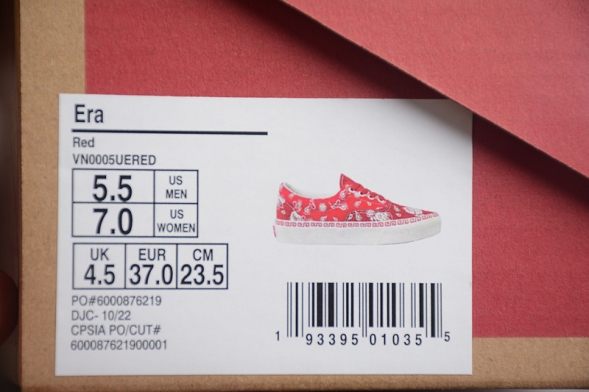 Era
Red
VN0005UERED
5.5 US MEN
7.0 US WOMEN
UK EUR CM
4.5 37.0 23.5
PO#6000876219
DJC- 10/22
CPSIA PO/CUT#
600087621900001
1 93395 01035 5